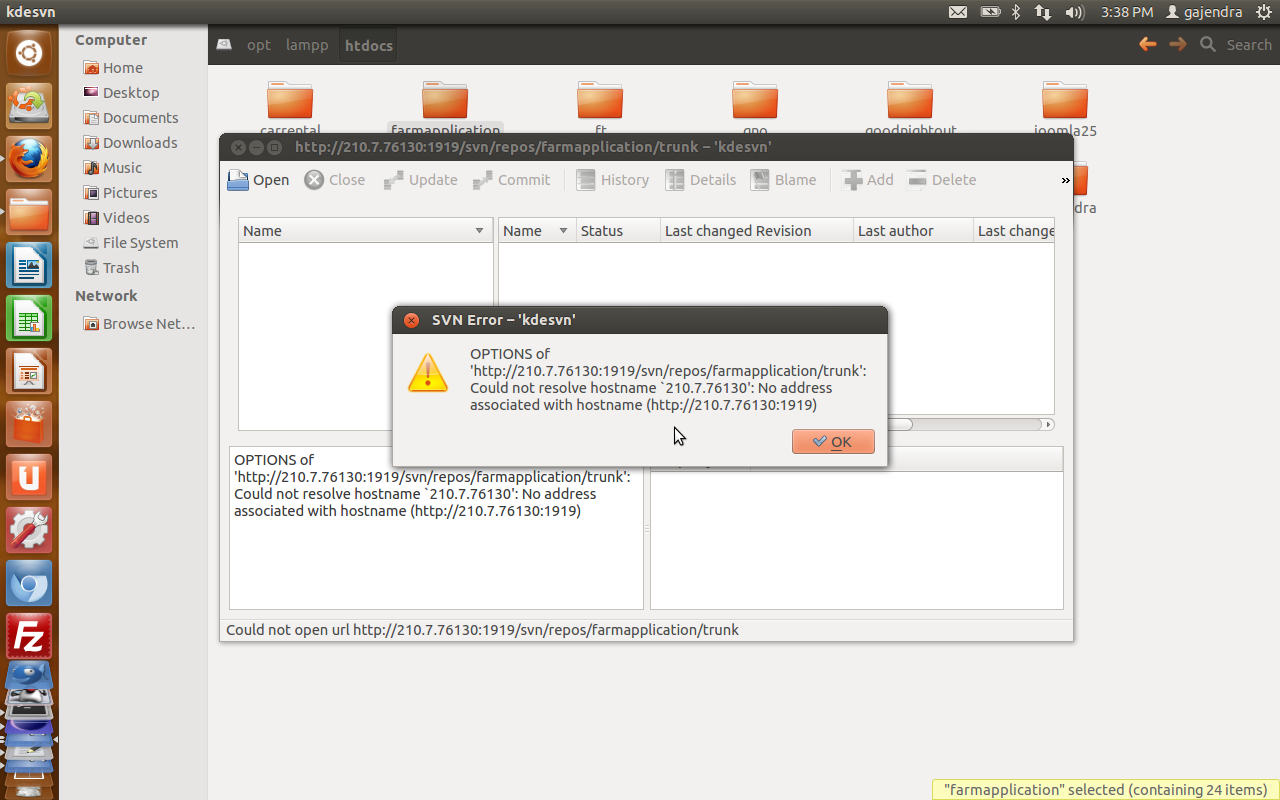 kdesvn
3:38 PM
gajendra
Computer
Home
Desktop
Documents
Downloads
Music
Pictures
Videos
File System
Trash
Network
Browse Net...
opt
lampp
htdocs
Search
carrental
farmapplication
ft
goodnightout
joomla25
dra
http://210.7.76130:1919/svn/repos/farmapplication/trunk – 'kdesvn'
Open
Close
Update
Commit
History
Details
Blame
Add
Delete
»
Name
Name
Status
Last changed Revision
Last author
Last change
SVN Error – 'kdesvn'
OPTIONS of
'http://210.7.76130:1919/svn/repos/farmapplication/trunk':
Could not resolve hostname `210.7.76130': No address
associated with hostname (http://210.7.76130:1919)
OK
OPTIONS of
'http://210.7.76130:1919/svn/repos/farmapplication/trunk':
Could not resolve hostname `210.7.76130': No address
associated with hostname (http://210.7.76130:1919)
Could not open url http://210.7.76130:1919/svn/repos/farmapplication/trunk
"farmapplication" selected (containing 24 items)